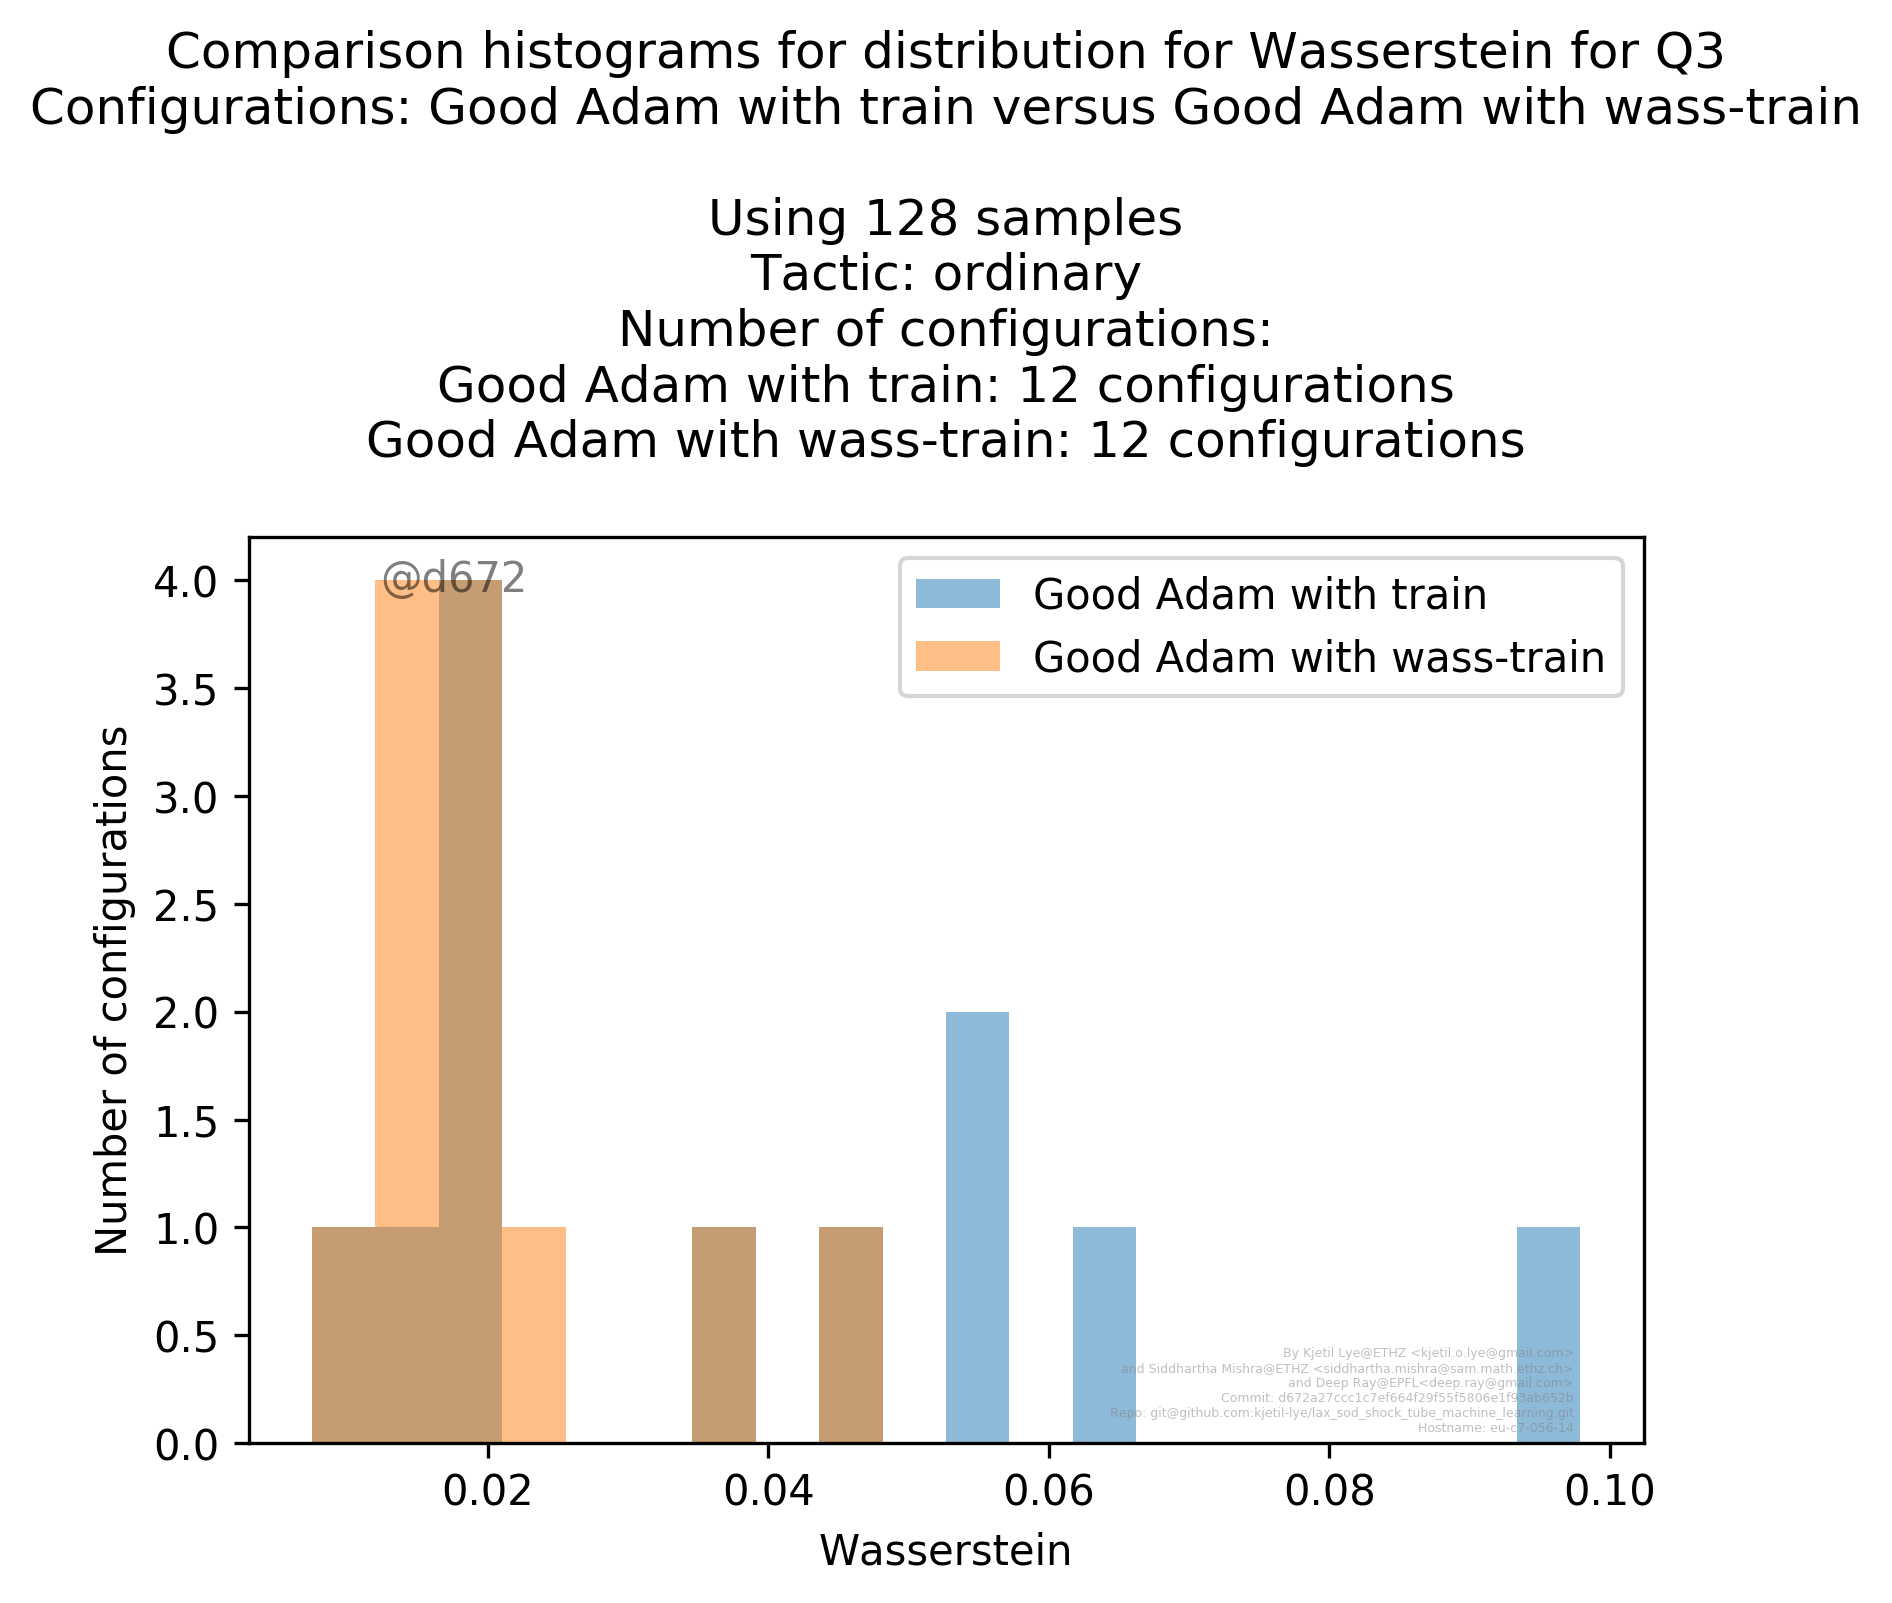 Comparison histograms for distribution for Wasserstein for Q3
Configurations: Good Adam with train versus Good Adam with wass-train
Using 128 samples
Tactic: ordinary
Number of configurations:
Good Adam with train: 12 configurations
Good Adam with wass-train: 12 configurations
@d672
Good Adam with train
Good Adam with wass-train
4.0
3.5
3.0
2.5
2.0
1.5
1.0
0.5
0.0
Number of configurations
By Kjetil Lye@ETHZ <kjetil.o.lye@gmail.com>
and Siddhartha Mishra@ETHZ <siddhartha.mishra@sam.math.ethz.ch>
and Deep Ray@EPFL<deep.ray@gmail.com>
Commit: d672a27ccc1c7ef664f29f55f5806e1f93ab652b
Repo: git@github.com:kjetil-lye/lax_sod_shock_tube_machine_learning.git
Hostname: eu-c7-056-14
0.02 0.04 0.06 0.08 0.10
Wasserstein